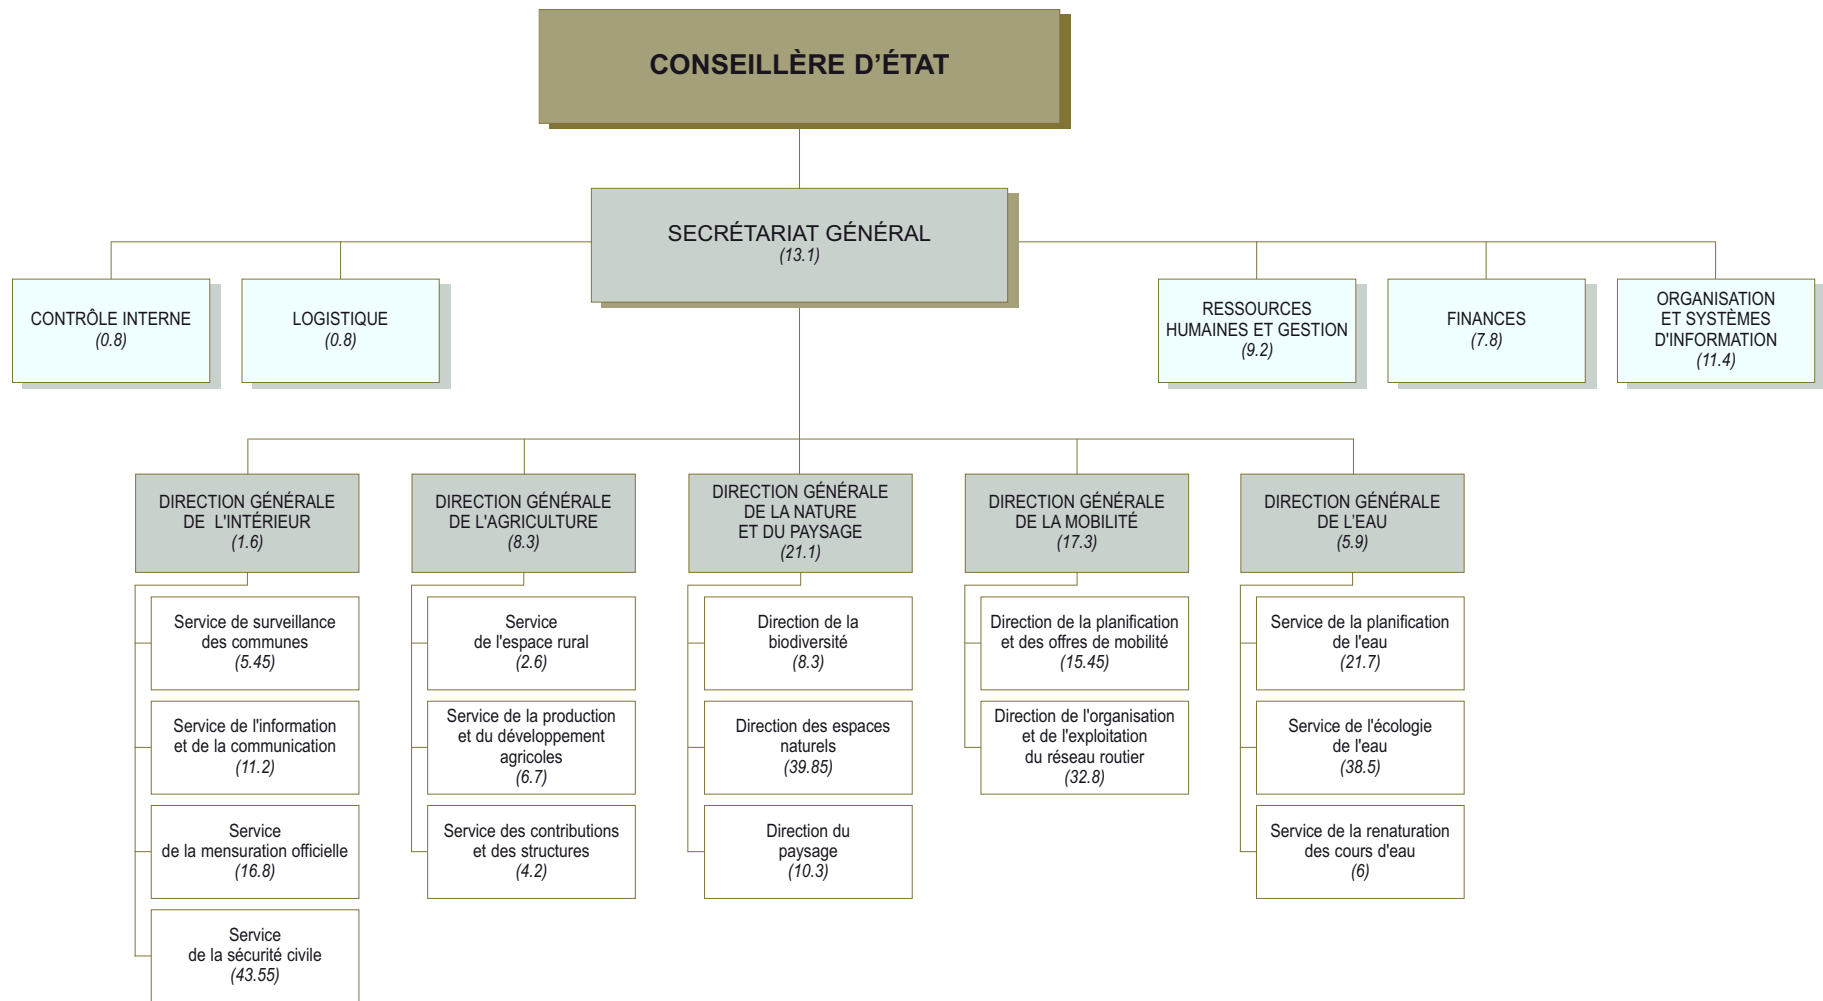 CONSEILLÈRE D’ÉTAT
SECRÉTARIAT GÉNÉRAL
(13.1)
CONTRÔLE INTERNE
(0.8)
LOGISTIQUE
(0.8)
RESSOURCES
HUMAINES ET GESTION
(9.2)
FINANCES
(7.8)
ORGANISATION
ET SYSTÈMES
D'INFORMATION
(11.4)
DIRECTION GÉNÉRALE
DE L'INTÉRIEUR
(1.6)
Service de surveillance
des communes
(5.45)
Service de l'information
et de la communication
(11.2)
Service
de la mensuration officielle
(16.8)
Service
de la sécurité civile
(43.55)
DIRECTION GÉNÉRALE
DE L'AGRICULTURE
(8.3)
Service
de l'espace rural
(2.6)
Service de la production
et du développement
agricoles
(6.7)
Service des contributions
et des structures
(4.2)
DIRECTION GÉNÉRALE
DE LA NATURE
ET DU PAYSAGE
(21.1)
Direction de la
biodiversité
(8.3)
Direction des espaces
naturels
(39.85)
Direction du
paysage
(10.3)
DIRECTION GÉNÉRALE
DE LA MOBILITÉ
(17.3)
Direction de la planification
et des offres de mobilité
(15.45)
Direction de l'organisation
et de l'exploitation
du réseau routier
(32.8)
DIRECTION GÉNÉRALE
DE L’EAU
(5.9)
Service de la planification
de l'eau
(21.7)
Service de l'écologie
de l'eau
(38.5)
Service de la renaturation
des cours d'eau
(6)